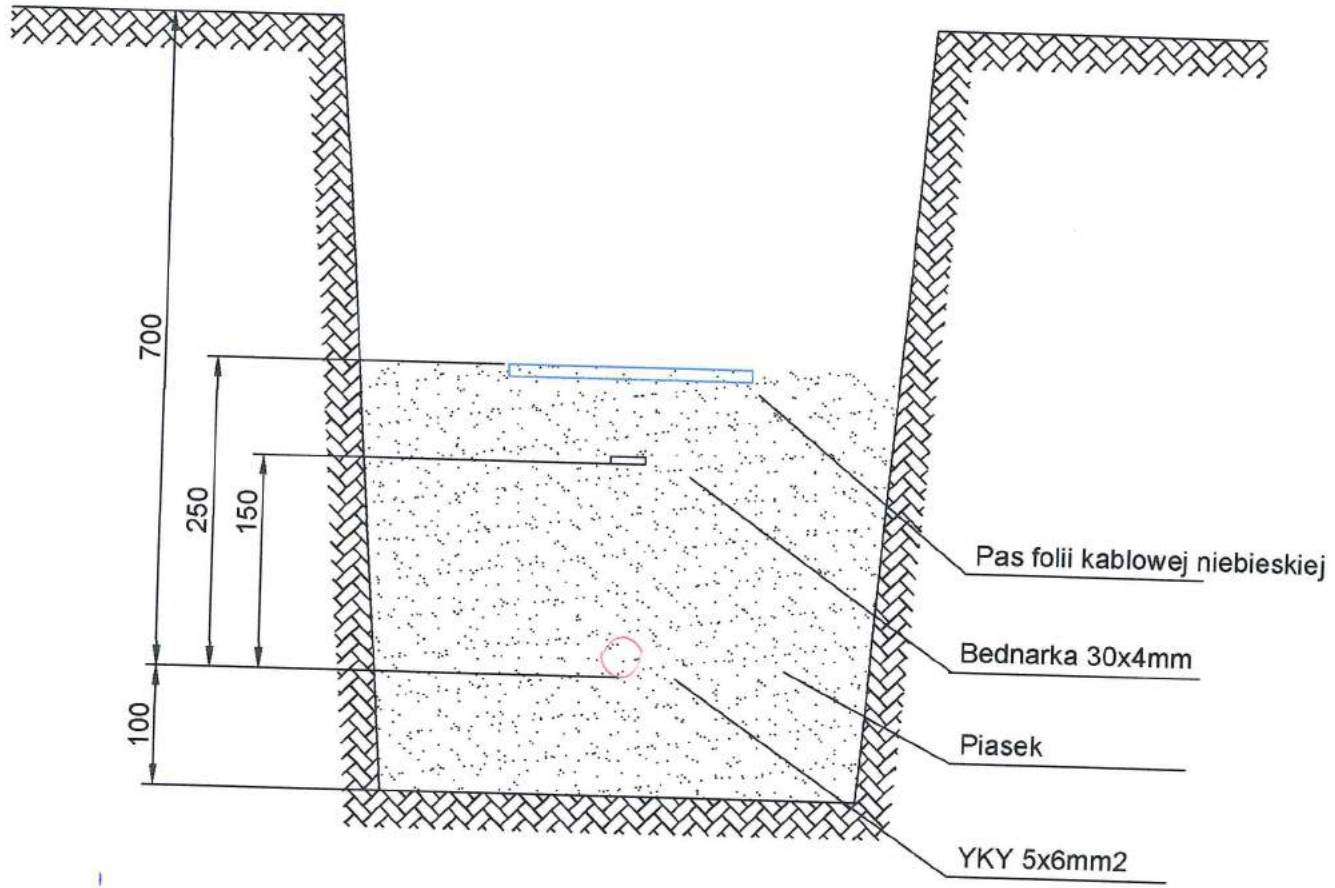 700
250
150
100
Pas folii kablowej niebieskiej
Bednarka 30x4mm
Piasek
YKY 5x6mm2